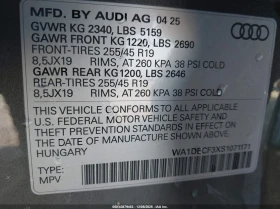 MFD. BY AUDI AG 04 25
GVWR KG 2340, LBS 5159
GAWR FRONT KG 1220, LBS 2690
FRONT-TIRES 255/45 R19
8,5JX19 | RIMS, AT 260 KPA 38 PSI COLD
GAWR REAR KG1200, LBS 2646
REAR-TIRES 255/45 R19
8,5JX19 | RIMS, AT 260 KPA 38 PSI COLD
THIS VEHICLE CONFORMS TO ALL APPLICABLE
U.S. FEDERAL MOTOR VEHICLE SAFETY AND
THEFT PREVENTION STANDARDS IN EFFECT ON
THE DATE OF MANUFACTURE SHOWN ABOVE.
HUNGARY
TYPE:
MPV